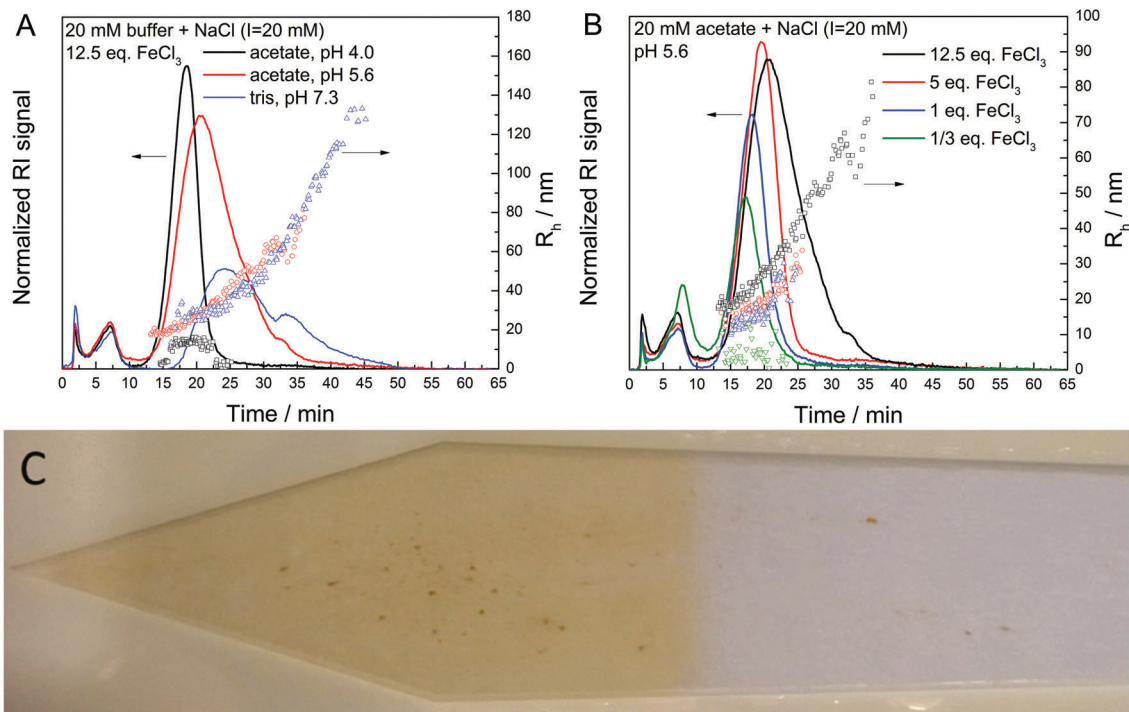 A
20 mM buffer + NaCl (I=20 mM)
12.5 eq. FeCl₃
acetate, pH 4.0
acetate, pH 5.6
tris, pH 7.3
Normalized RI signal
180
160
140
120
100
80
60
40
20
0
Rₕ / nm
0 5 10 15 20 25 30 35 40 45 50 55 60 65
Time / min
B
20 mM acetate + NaCl (I=20 mM)
pH 5.6
12.5 eq. FeCl₃
5 eq. FeCl₃
1 eq. FeCl₃
1/3 eq. FeCl₃
Normalized RI signal
100
90
80
70
60
50
40
30
20
10
0
Rₕ / nm
0 5 10 15 20 25 30 35 40 45 50 55 60 65
Time / min
C